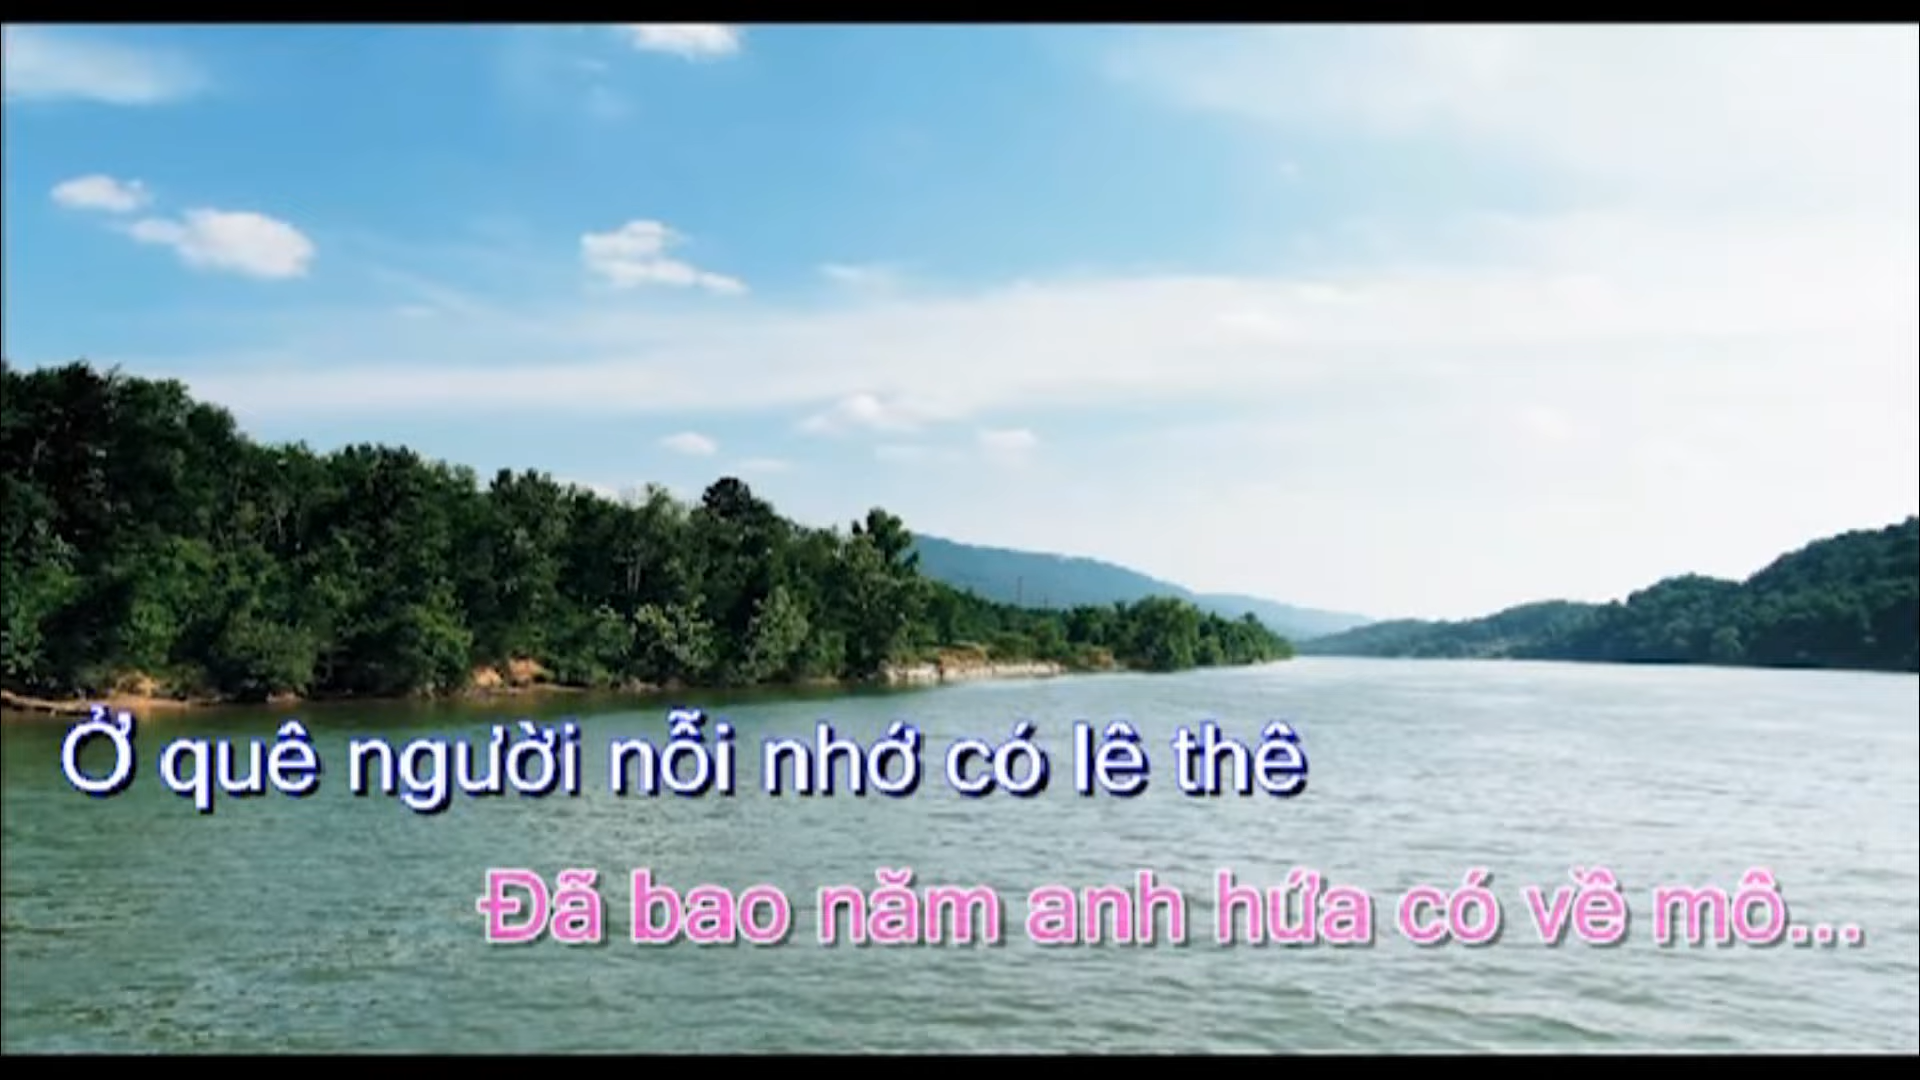 Ở quê người nỗi nhớ có lê thê
Đã bao năm anh hứa có về mô...